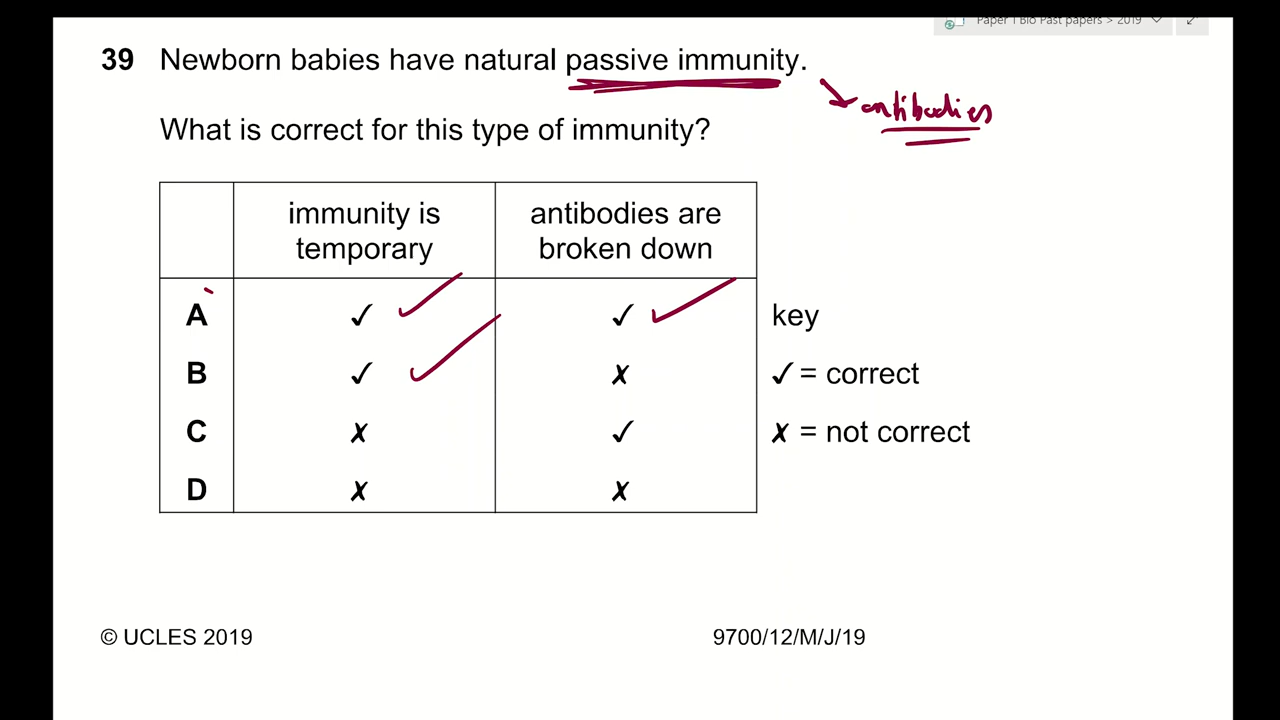 Paper 1 Bio Past papers > 2019
39 Newborn babies have natural passive immunity.
antibodies
What is correct for this type of immunity?
immunity is temporary antibodies are broken down
A ✓ ✓ key
B ✓ ✗ ✓ = correct
C ✗ ✓ ✗ = not correct
D ✗ ✗
© UCLES 2019 9700/12/M/J/19